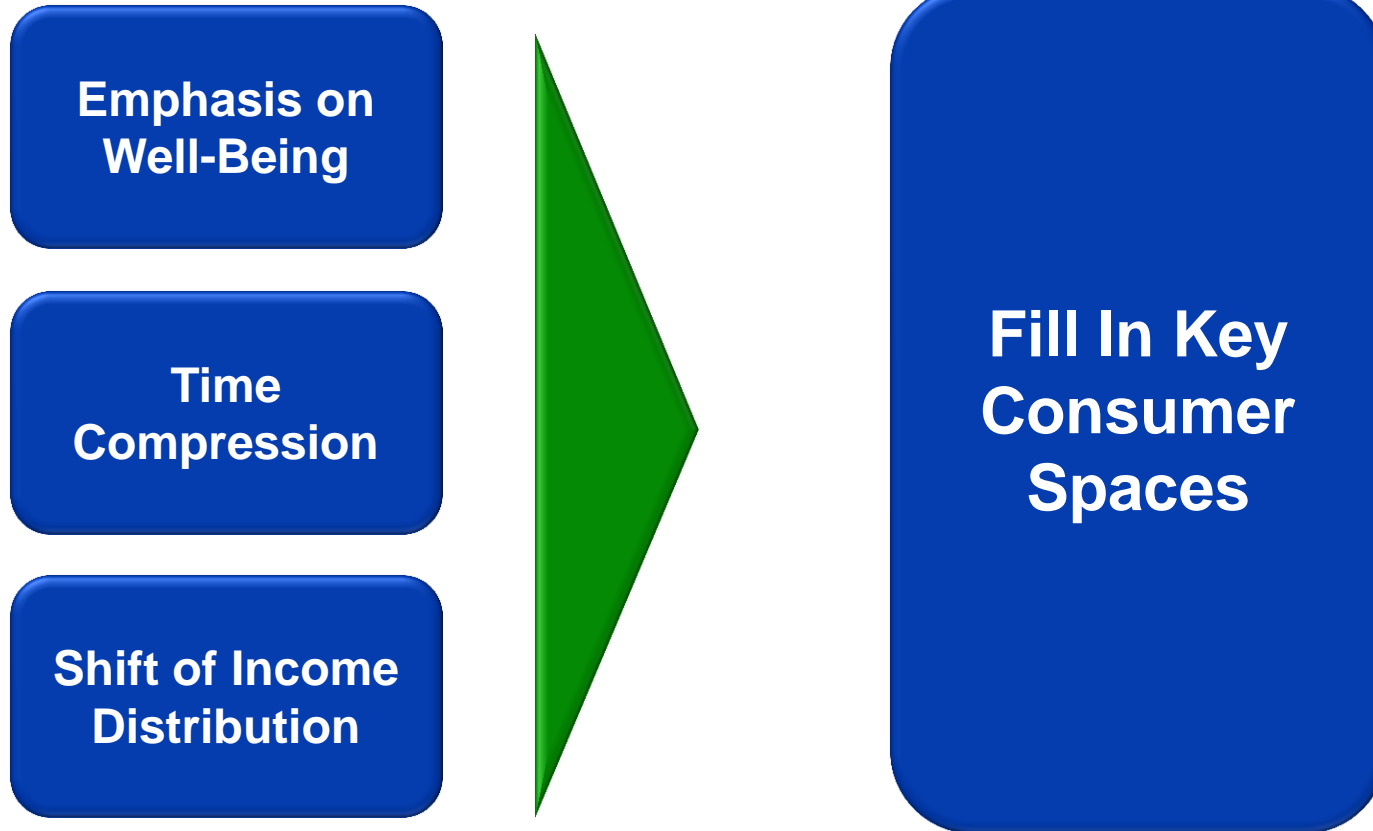 Emphasis on
Well-Being
Time
Compression
Shift of Income
Distribution
Fill In Key
Consumer
Spaces